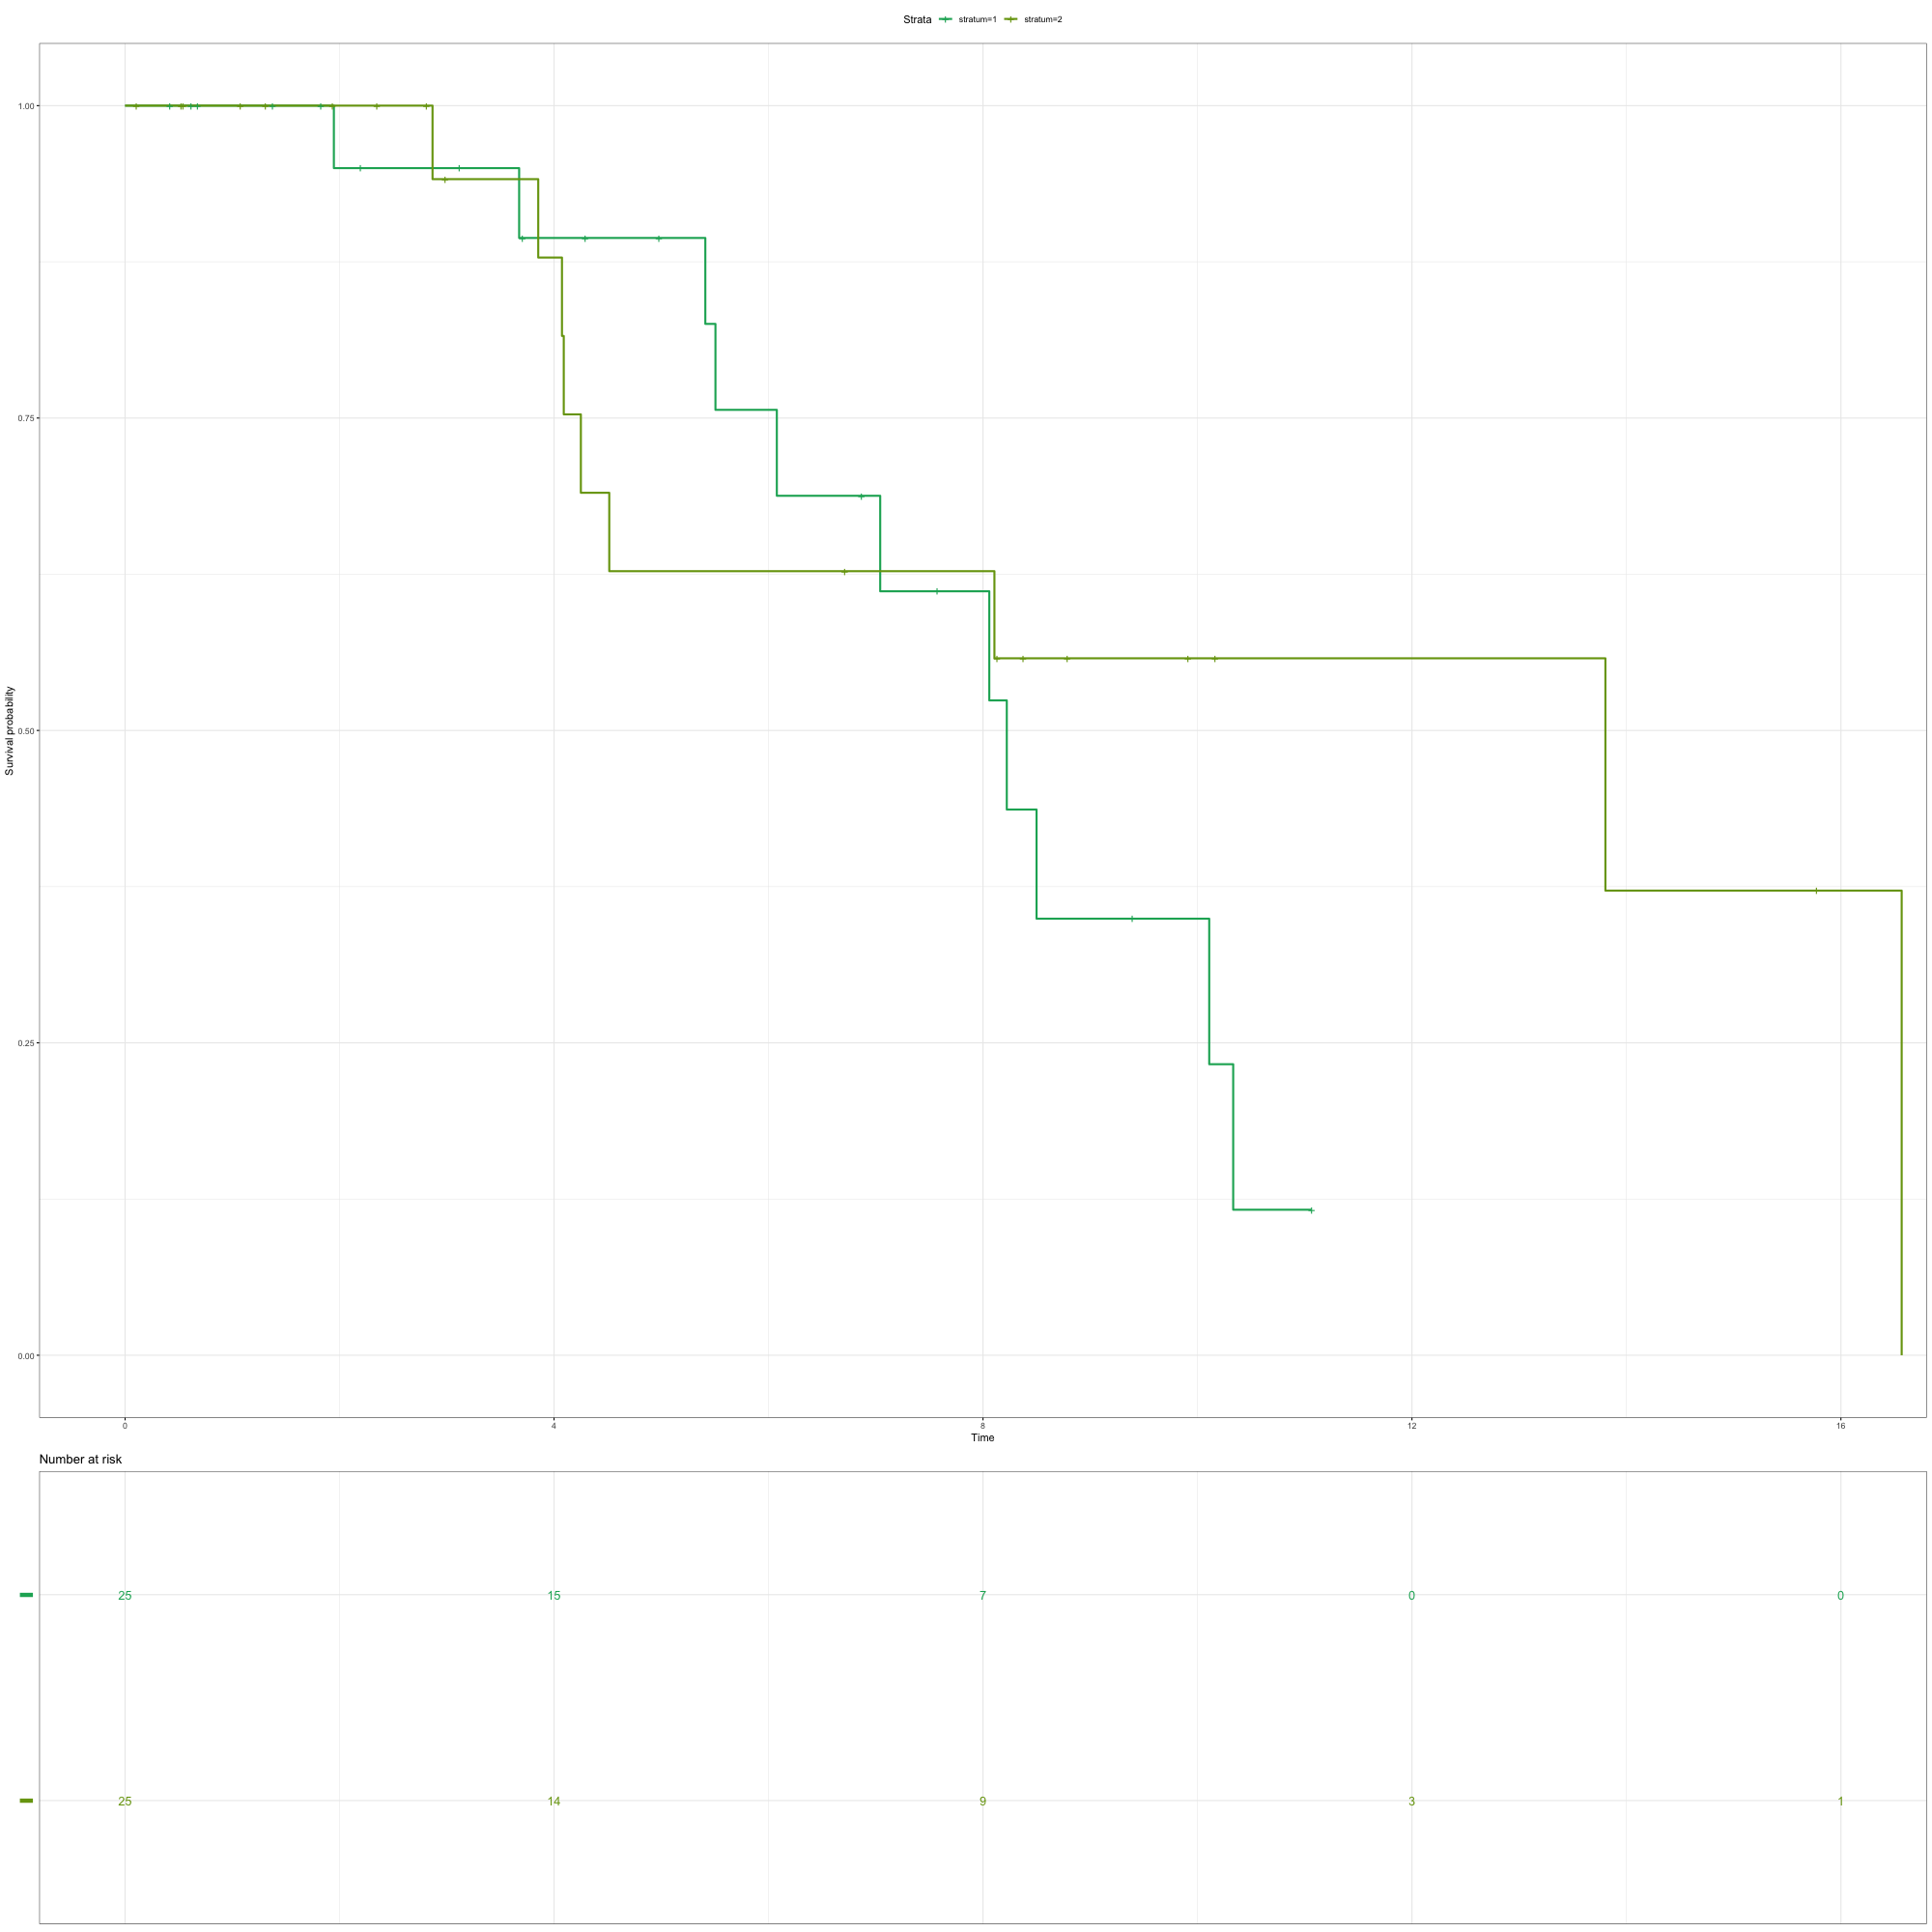 Strata stratum=1 stratum=2
1.00
0.75
0.50
0.25
0.00
Survival probability
0 4 8 12 16
Time
Number at risk
25 15 7 0 0
25 14 9 3 1